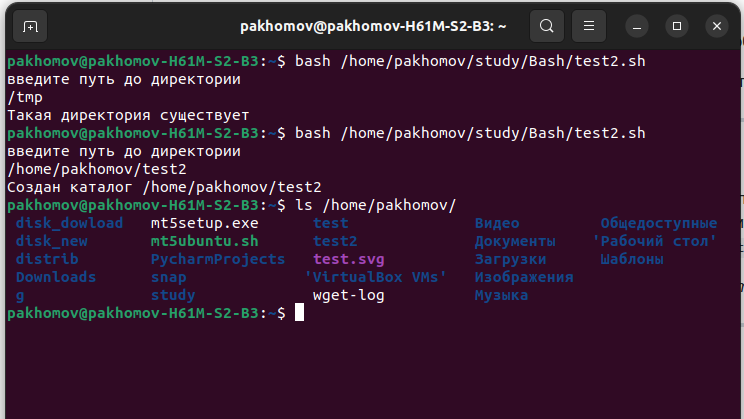 pakhomov@pakhomov-H61M-S2-B3: ~
pakhomov@pakhomov-H61M-S2-B3:~$ bash /home/pakhomov/study/Bash/test2.sh
введите путь до директории
/tmp
Такая директория существует
pakhomov@pakhomov-H61M-S2-B3:~$ bash /home/pakhomov/study/Bash/test2.sh
введите путь до директории
/home/pakhomov/test2
Создан каталог /home/pakhomov/test2
pakhomov@pakhomov-H61M-S2-B3:~$ ls /home/pakhomov/
disk_dowload mt5setup.exe test Видео Общедоступные
disk_new mt5ubuntu.sh test2 Документы 'Рабочий стол'
distrib PycharmProjects test.svg Загрузки Шаблоны
Downloads snap 'VirtualBox VMs' Изображения
g study wget-log Музыка
pakhomov@pakhomov-H61M-S2-B3:~$